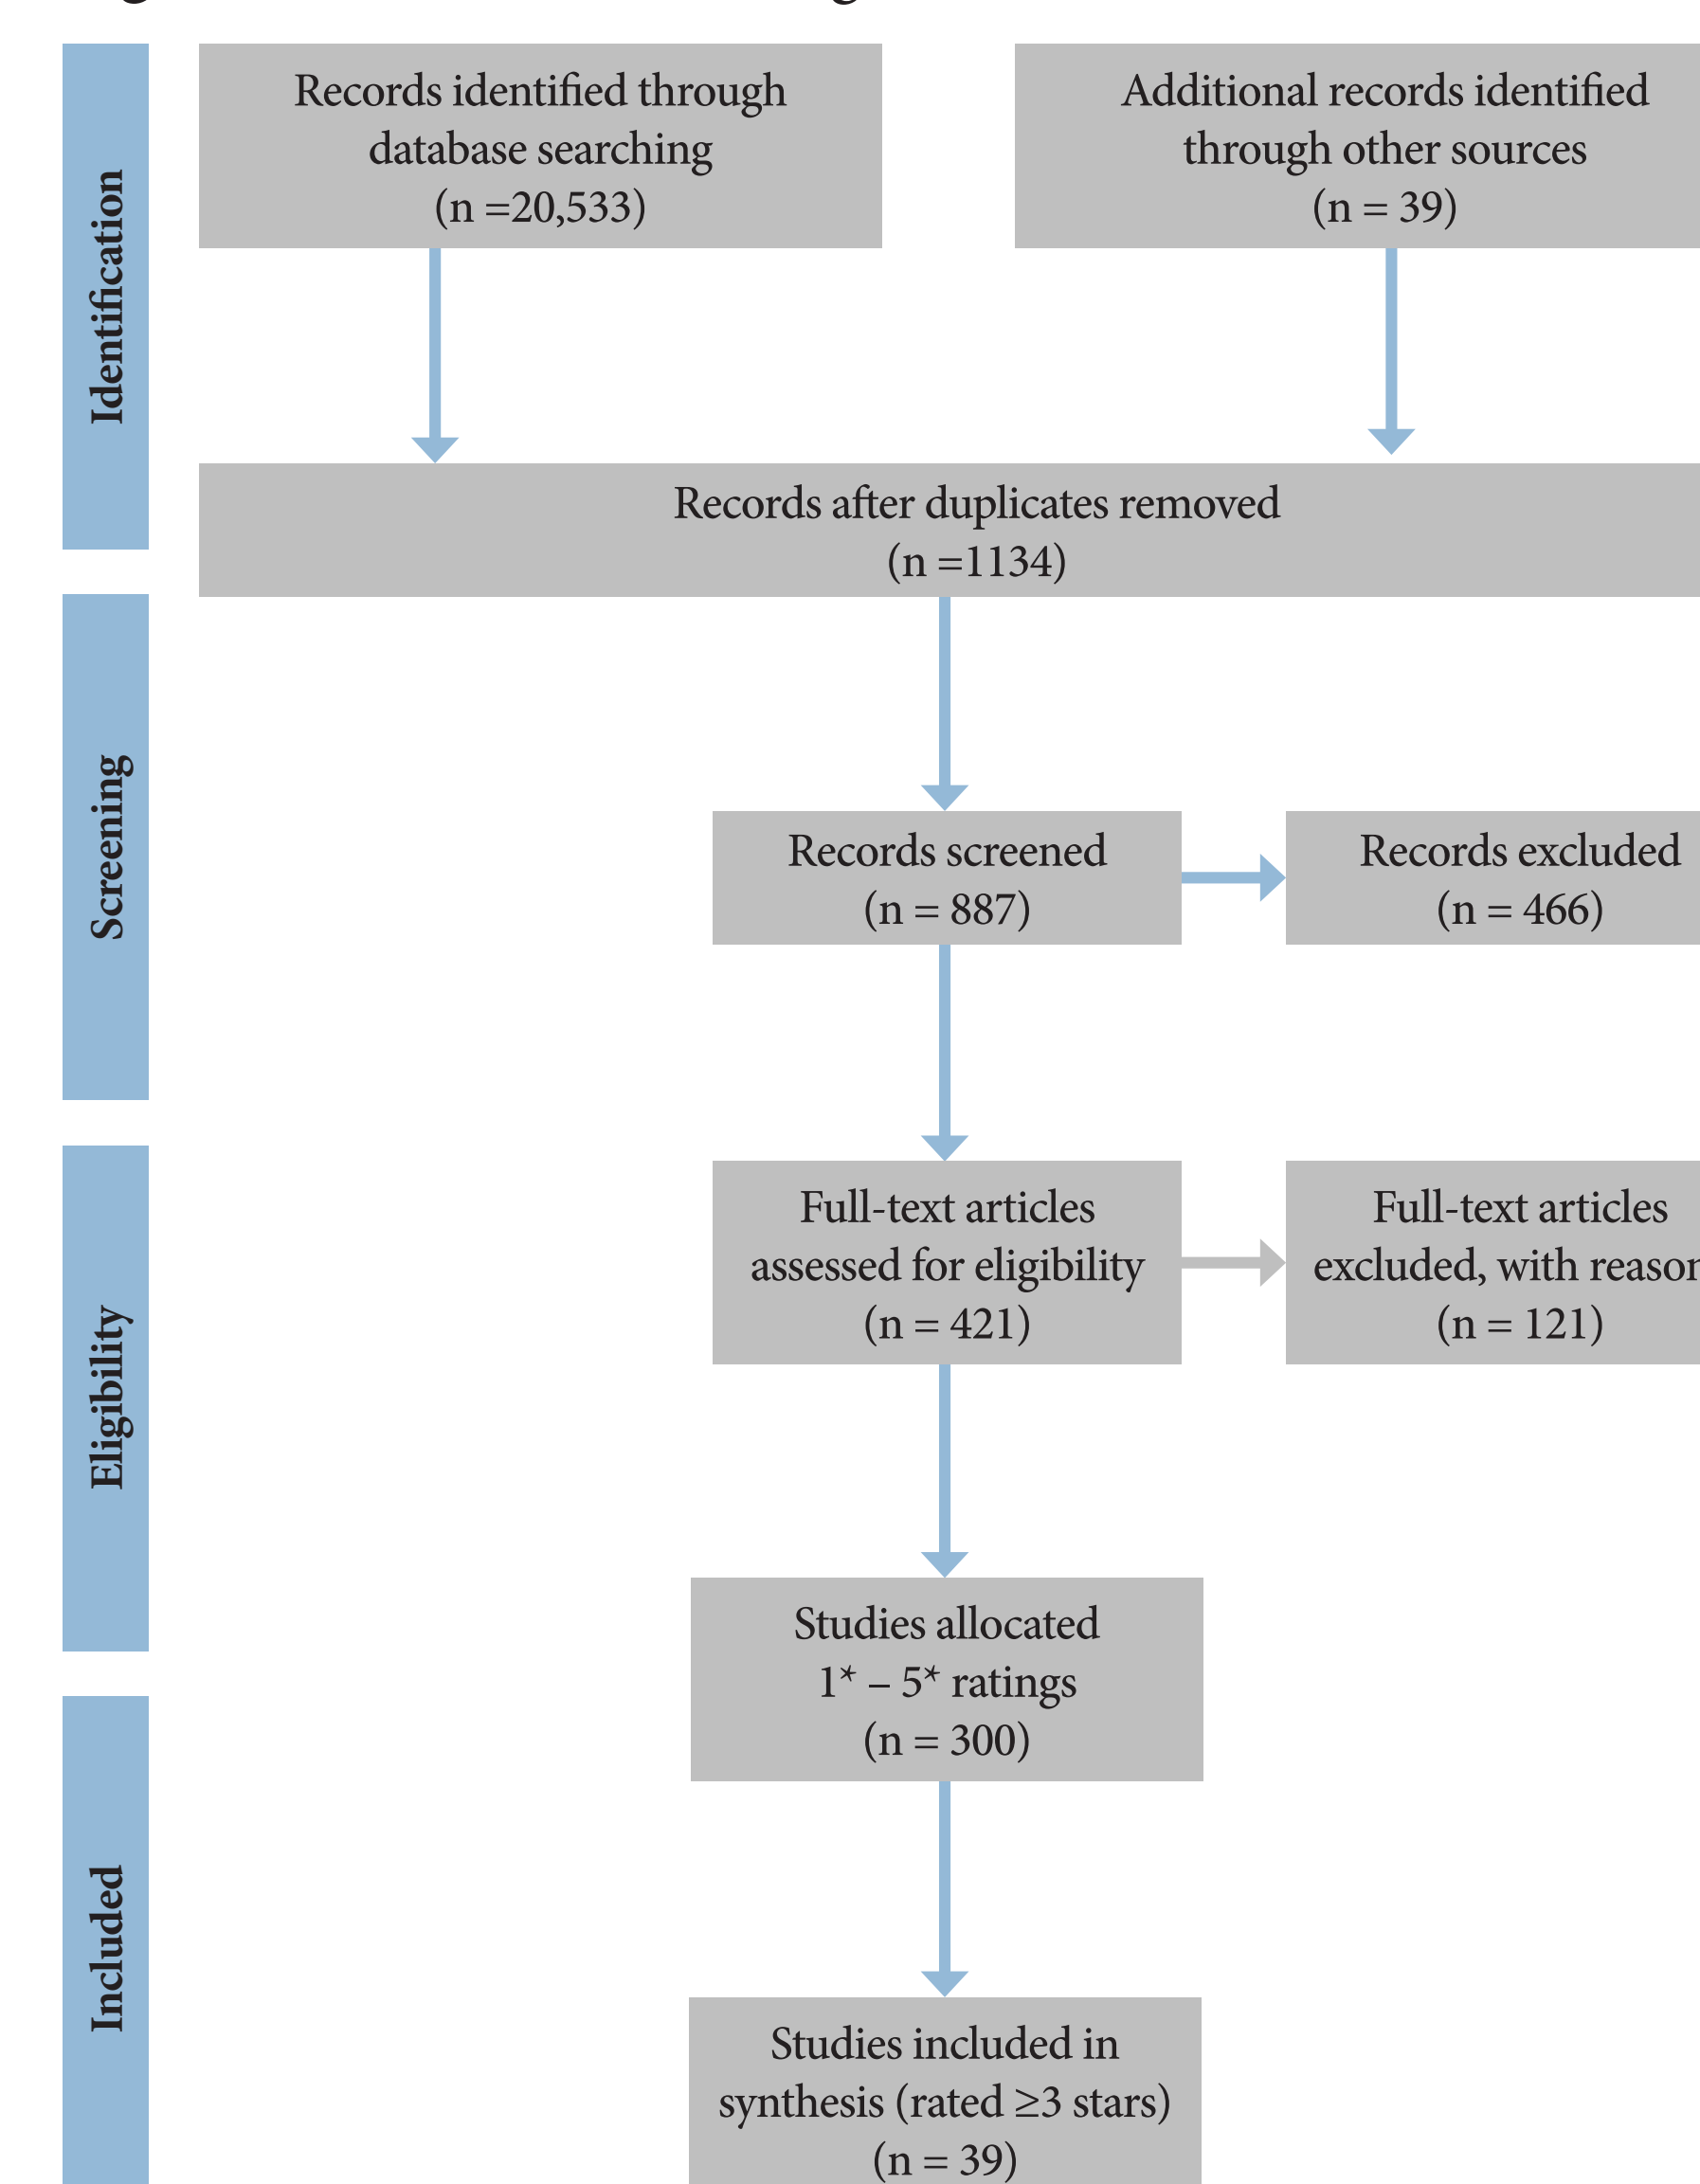 Identification
Records identified through
database searching
(n =20,533)
Additional records identified
through other sources
(n = 39)
Records after duplicates removed
(n =1134)
Screening
Records screened
(n = 887)
Records excluded
(n = 466)
Eligibility
Full-text articles
assessed for eligibility
(n = 421)
Full-text articles
excluded, with reason
(n = 121)
Studies allocated
1* – 5* ratings
(n = 300)
Included
Studies included in
synthesis (rated ≥3 stars)
(n = 39)